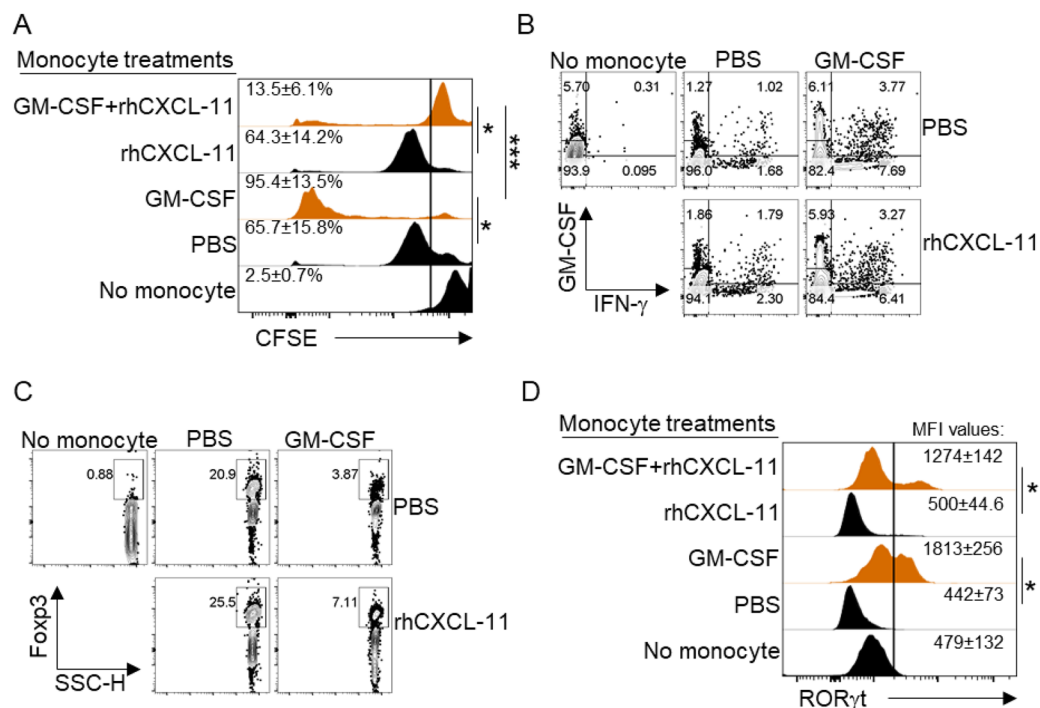 A
Monocyte treatments
GM-CSF+rhCXCL-11
rhCXCL-11
GM-CSF
PBS
No monocyte
13.5±6.1%
64.3±14.2%
95.4±13.5%
65.7±15.8%
2.5±0.7%
*
***
*
CFSE
B
No monocyte PBS GM-CSF
5.70 0.31 1.27 1.02 6.11 3.77
PBS
93.9 0.095 96.0 1.68 82.4 7.69
1.86 1.79 5.93 3.27
rhCXCL-11
94.1 2.30 84.4 6.41
GM-CSF
IFN-γ
C
No monocyte PBS GM-CSF
0.88 20.9 3.87
PBS
25.5 7.11
rhCXCL-11
Foxp3
SSC-H
D
Monocyte treatments MFI values:
GM-CSF+rhCXCL-11 1274±142
rhCXCL-11 500±44.6
GM-CSF 1813±256
PBS 442±73
No monocyte 479±132
*
*
RORγt